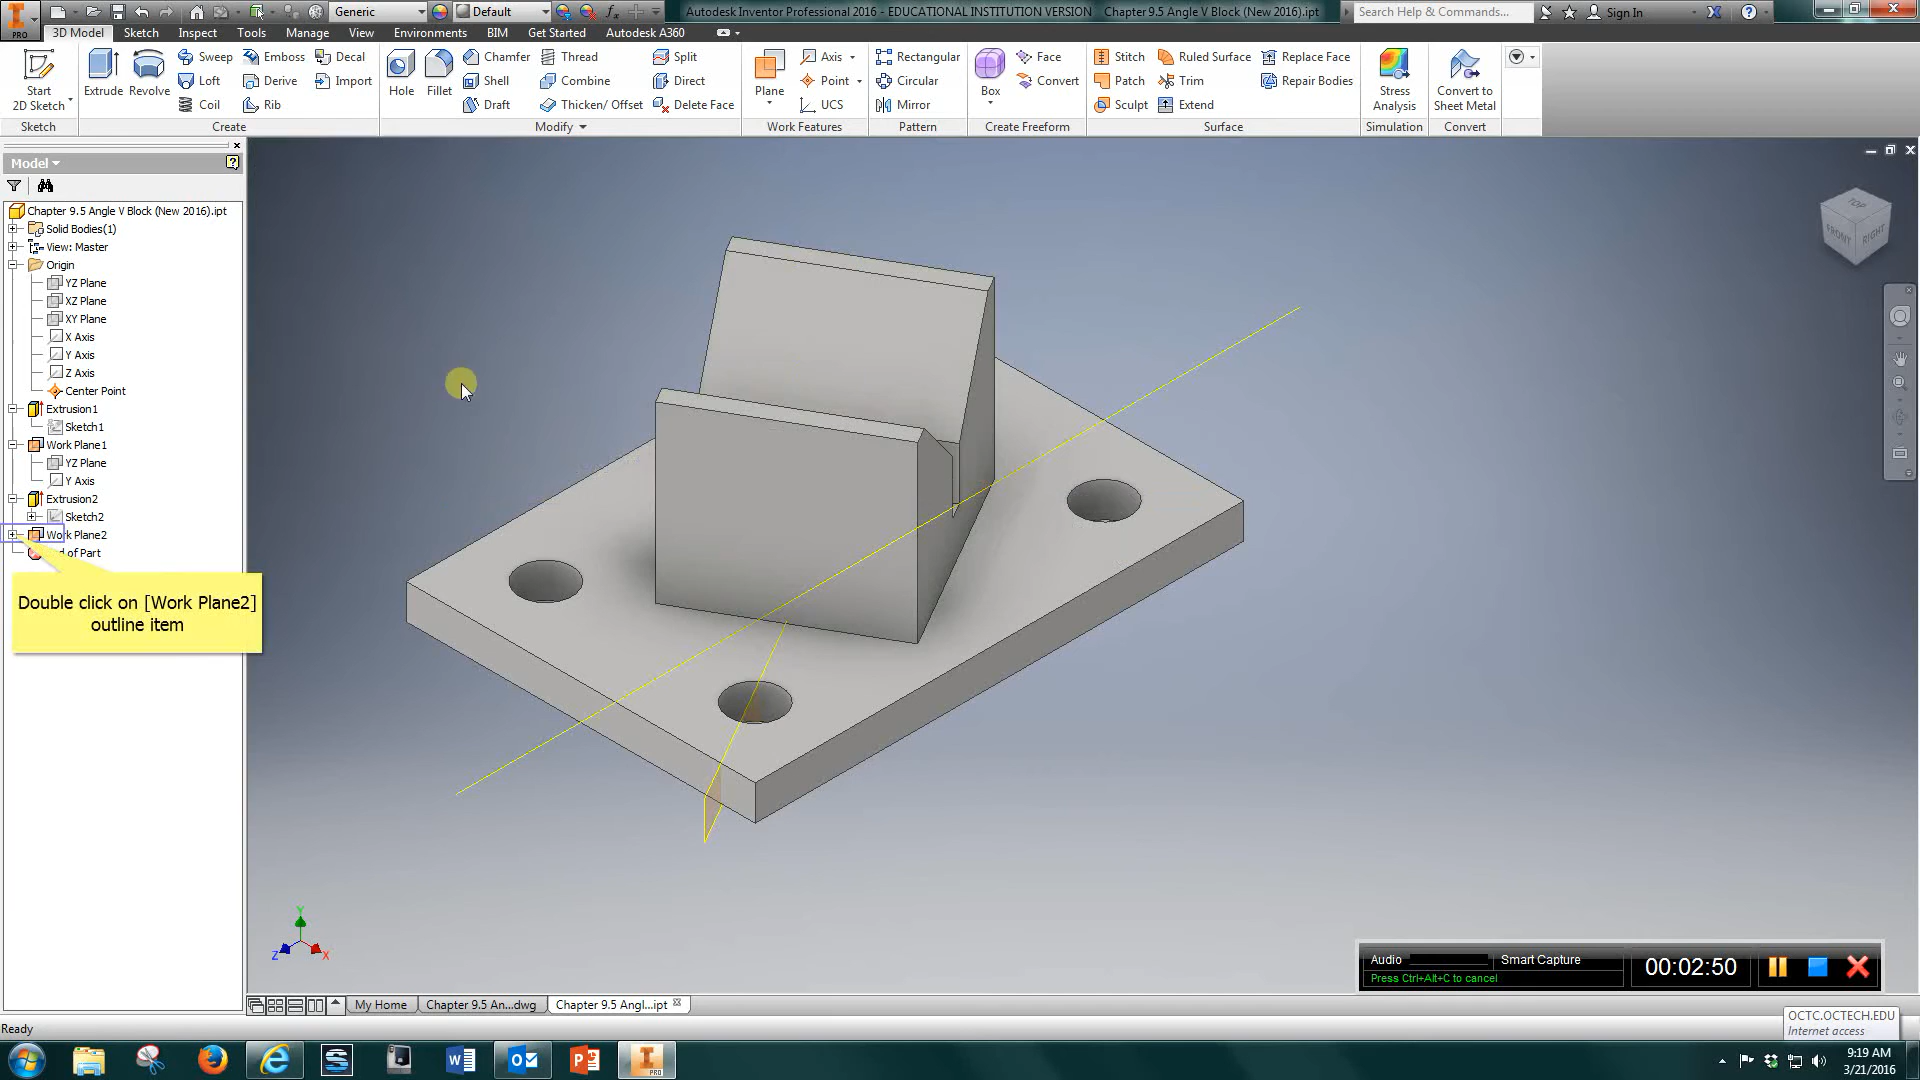 Generic
Default
Autodesk Inventor Professional 2016 - EDUCATIONAL INSTITUTION VERSION Chapter 9.5 Angle V Block (New 2016).ipt
Search Help & Commands...
Sign In
PRO
3D Model Sketch Inspect Tools Manage View Environments BIM Get Started Autodesk A360
Start
2D Sketch
Sketch
Extrude
Revolve
Sweep
Emboss
Decal
Loft
Derive
Import
Coil
Rib
Create
Hole
Fillet
Chamfer
Thread
Split
Shell
Combine
Direct
Draft
Thicken/ Offset
Delete Face
Modify
Plane
Axis
Point
UCS
Work Features
Rectangular
Circular
Mirror
Pattern
Box
Face
Convert
Create Freeform
Stitch
Ruled Surface
Replace Face
Patch
Trim
Repair Bodies
Sculpt
Extend
Surface
Stress
Analysis
Simulation
Convert to
Sheet Metal
Convert
Model
Chapter 9.5 Angle V Block (New 2016).ipt
Solid Bodies(1)
View: Master
Origin
YZ Plane
XZ Plane
XY Plane
X Axis
Y Axis
Z Axis
Center Point
Extrusion1
Sketch1
Work Plane1
YZ Plane
Y Axis
Extrusion2
Sketch2
Work Plane2
of Part
Double click on [Work Plane2]
outline item
TOP
FRONT
RIGHT
Y
Z
X
Audio
Smart Capture
Press Ctrl+Alt+C to cancel
00:02:50
My Home
Chapter 9.5 An...dwg
Chapter 9.5 Angl...ipt
Ready
OCTC.OCTECH.EDU
Internet access
PRO
9:19 AM
3/21/2016